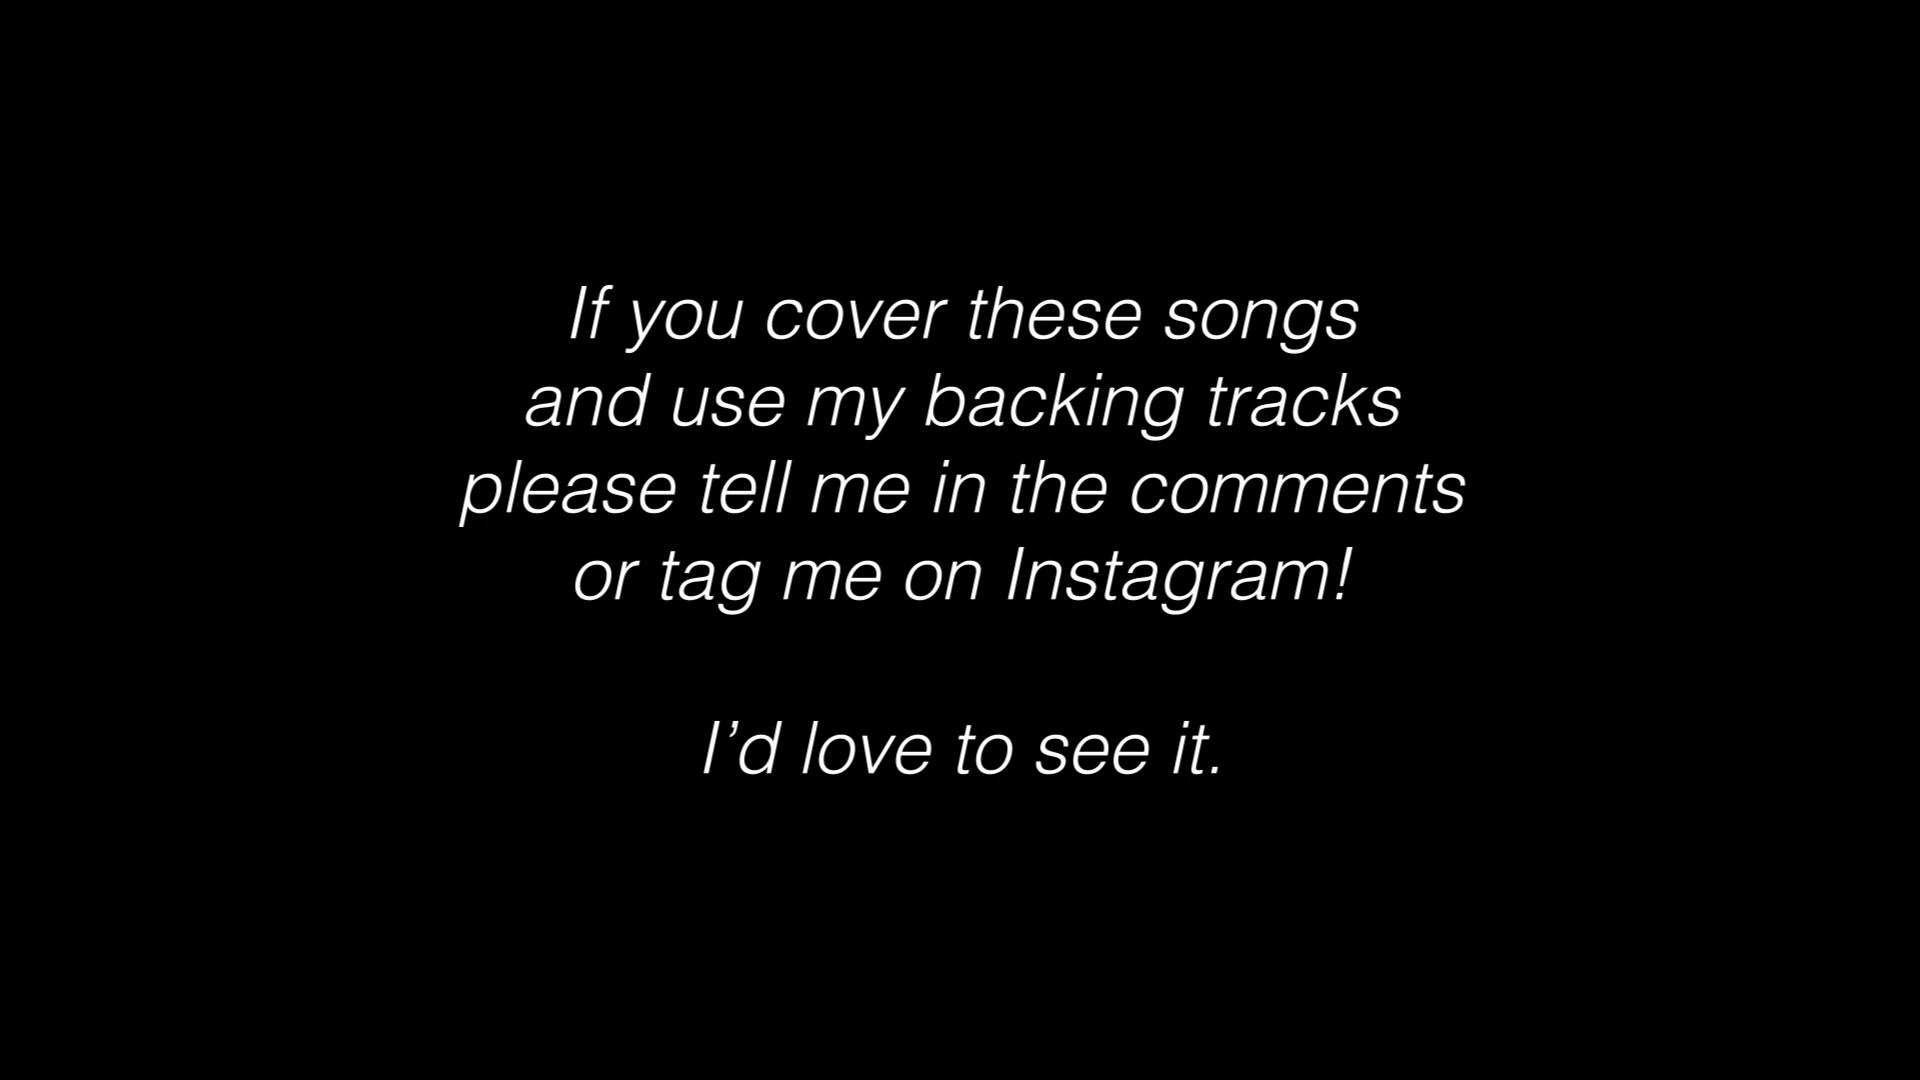 If you cover these songs
and use my backing tracks
please tell me in the comments
or tag me on Instagram!
I’d love to see it.